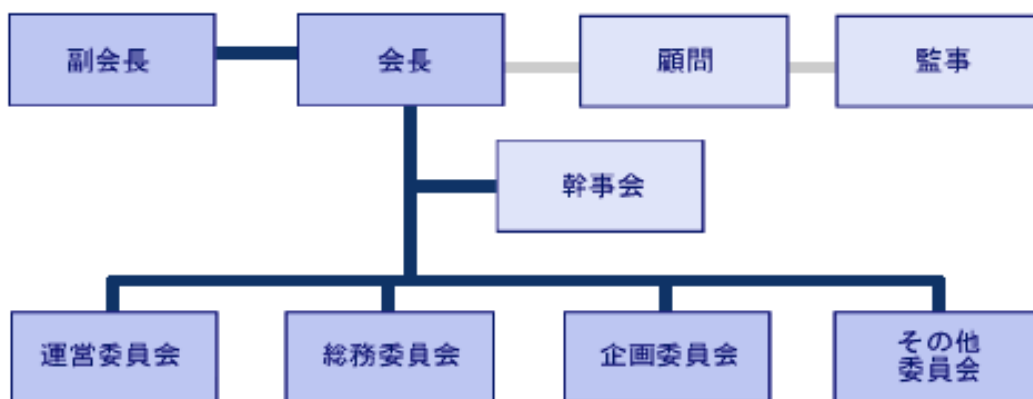 副会長
会長
顧問
監事
幹事会
運営委員会
総務委員会
企画委員会
その他
委員会